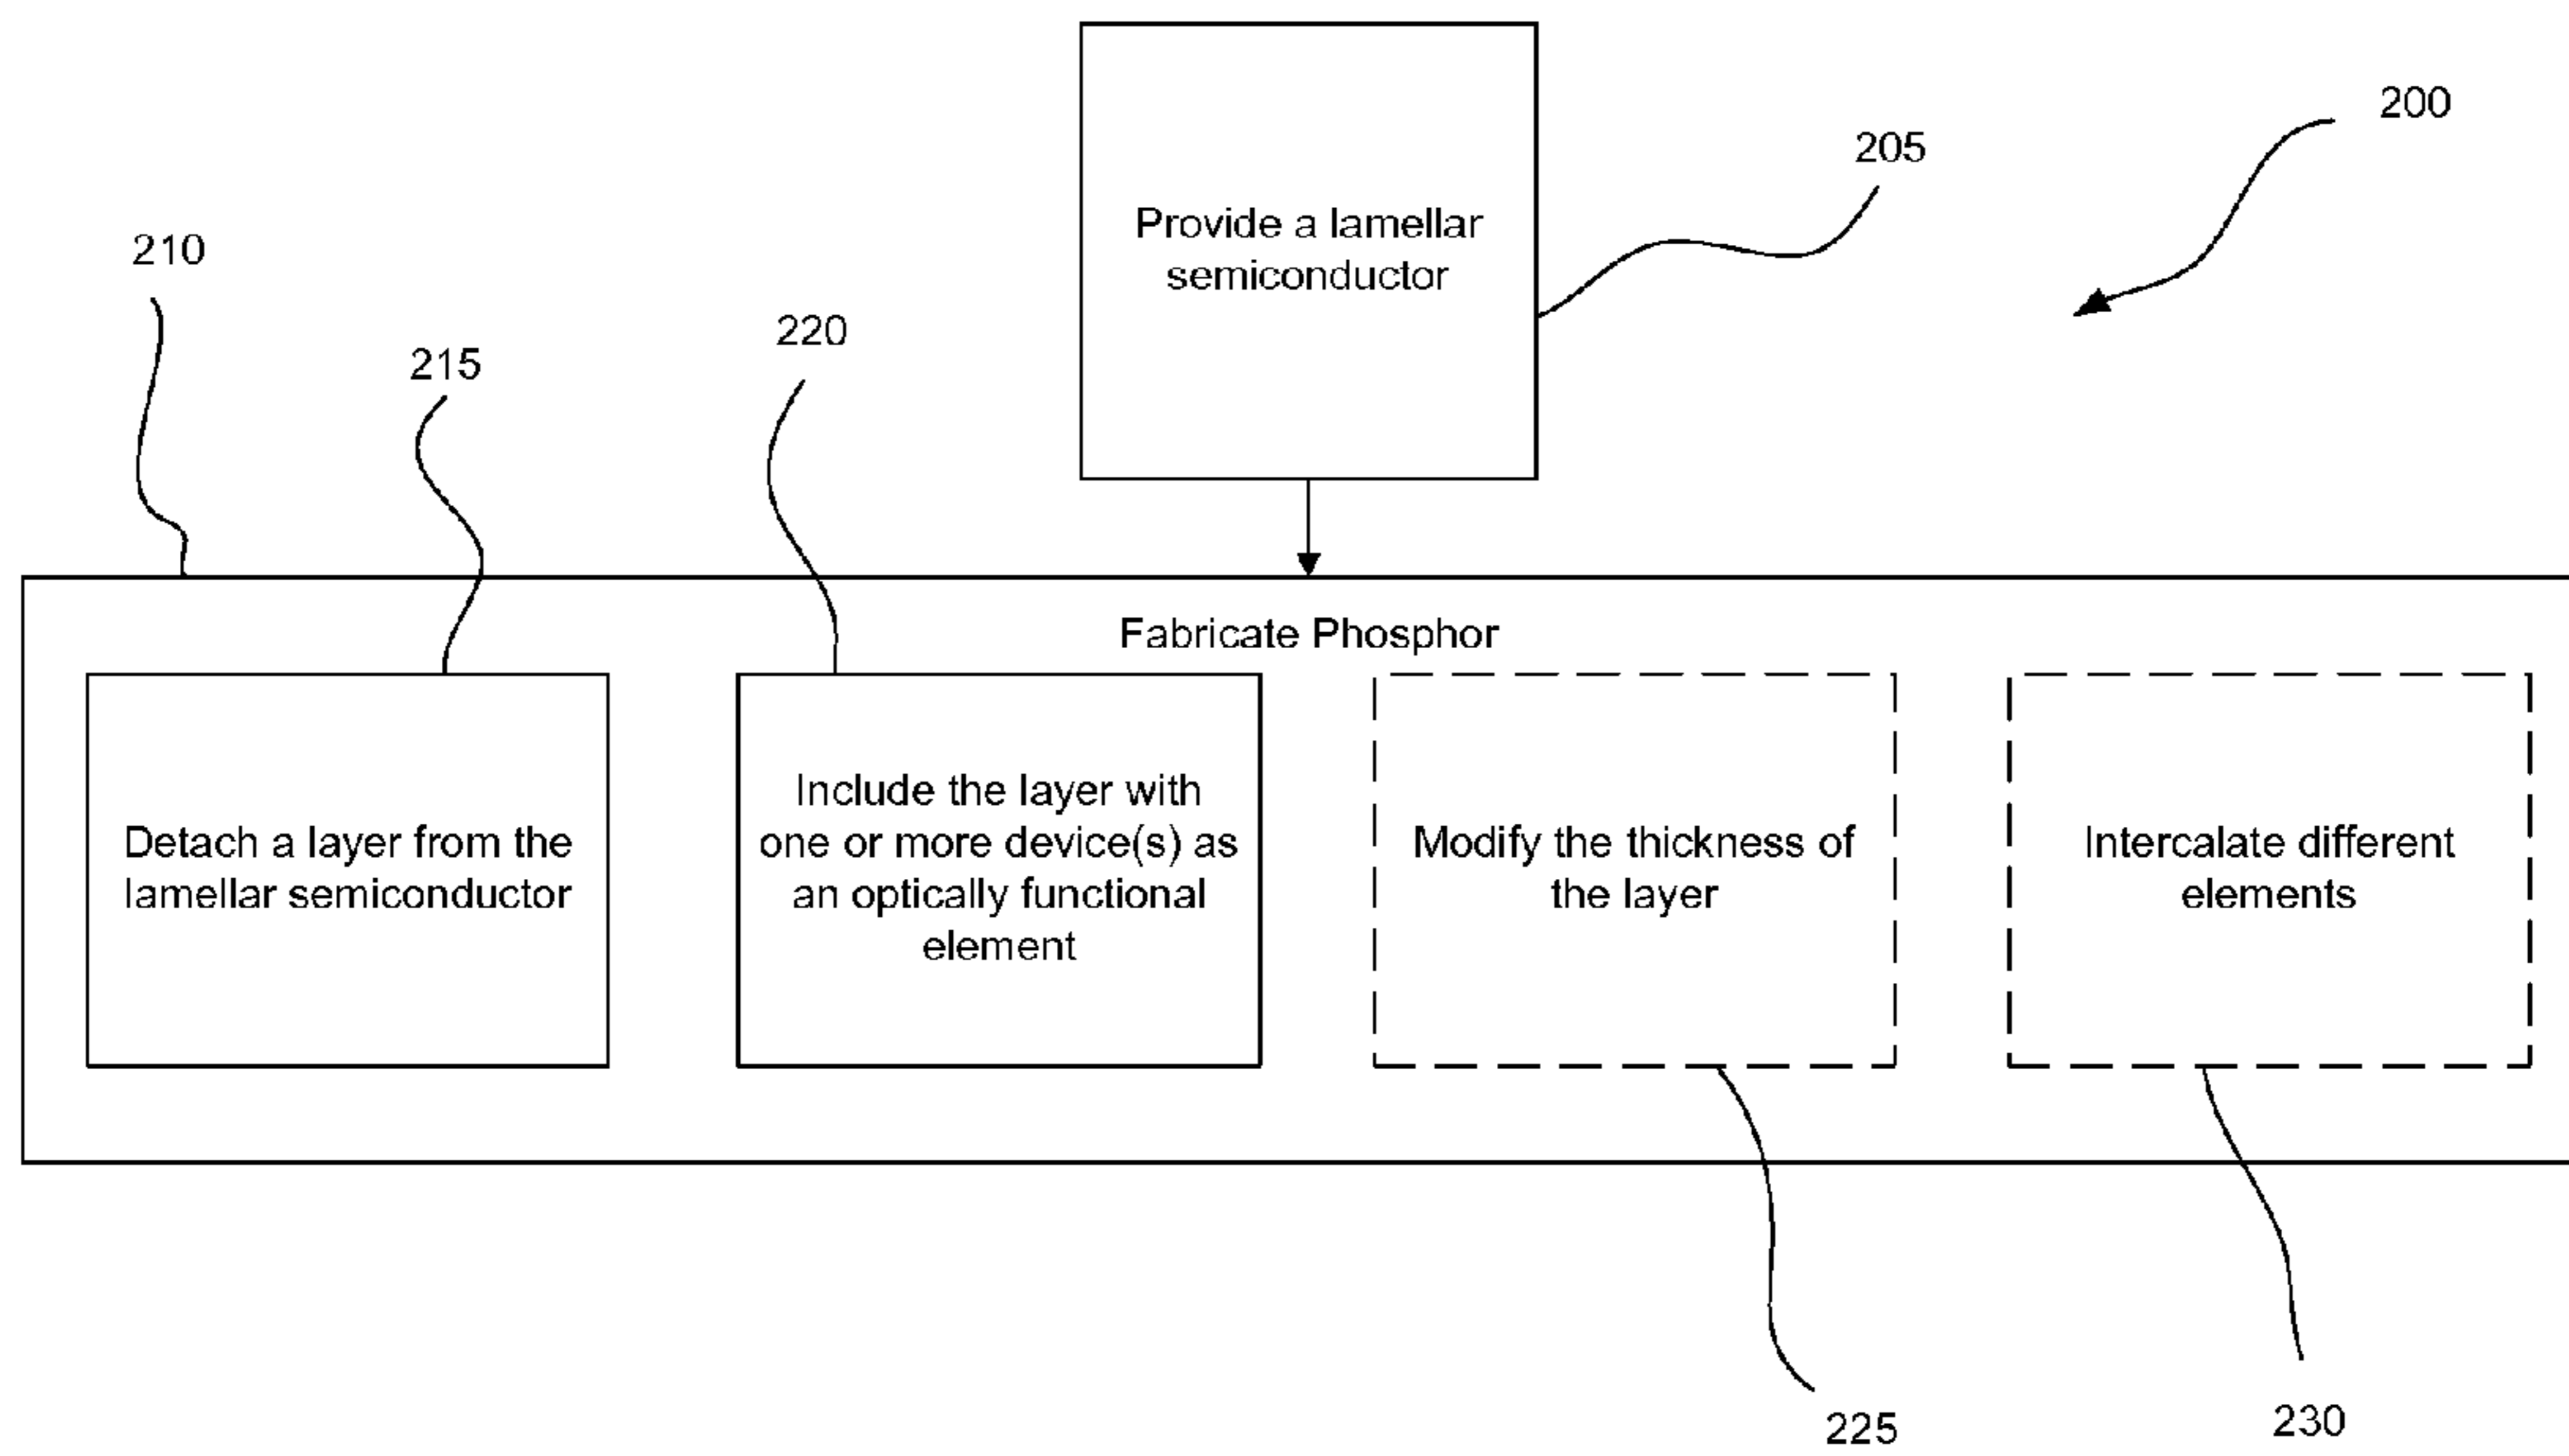 200
205
Provide a lamellar
semiconductor
210
220
215
Fabricate Phosphor
Detach a layer from the
lamellar semiconductor
Include the layer with
one or more device(s) as
an optically functional
element
Modify the thickness of
the layer
Intercalate different
elements
225
230